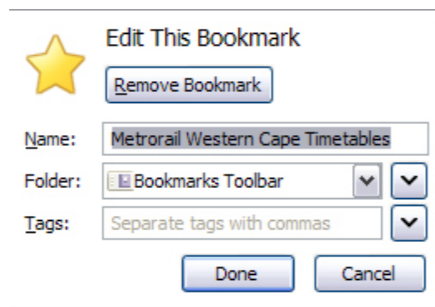 Edit This Bookmark
Remove Bookmark
Name: Metrorail Western Cape Timetables
Folder: Bookmarks Toolbar
Tags: Separate tags with commas
Done Cancel